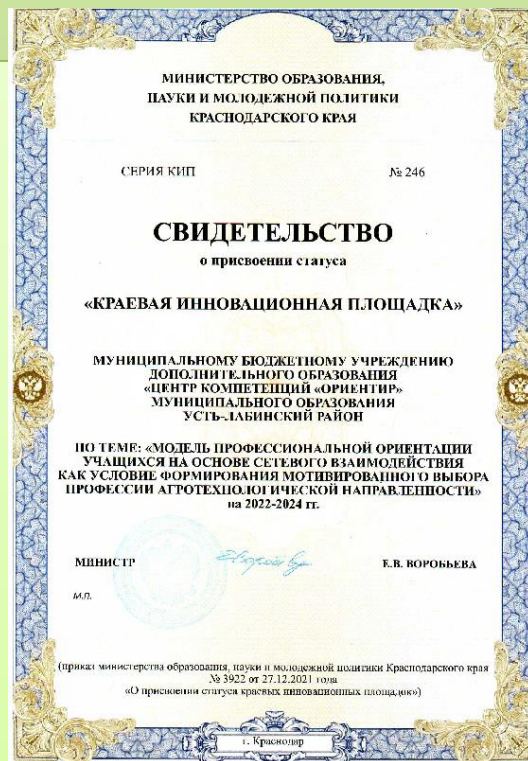 МИНИСТЕРСТВО ОБРАЗОВАНИЯ,
НАУКИ И МОЛОДЕЖНОЙ ПОЛИТИКИ
КРАСНОДАРСКОГО КРАЯ
СЕРИЯ КИП № 246
СВИДЕТЕЛЬСТВО
о присвоении статуса
«КРАЕВАЯ ИННОВАЦИОННАЯ ПЛОЩАДКА»
МУНИЦИПАЛЬНОМУ БЮДЖЕТНОМУ УЧРЕЖДЕНИЮ
ДОПОЛНИТЕЛЬНОГО ОБРАЗОВАНИЯ
«ЦЕНТР КОМПЕТЕНЦИЙ «ОРИЕНТИР»
МУНИЦИПАЛЬНОГО ОБРАЗОВАНИЯ
УСТЬ-ЛАБИНСКИЙ РАЙОН
ПО ТЕМЕ: «МОДЕЛЬ ПРОФЕССИОНАЛЬНОЙ ОРИЕНТАЦИИ
УЧАЩИХСЯ НА ОСНОВЕ СЕТЕВОГО ВЗАИМОДЕЙСТВИЯ
КАК УСЛОВИЕ ФОРМИРОВАНИЯ МОТИВИРОВАННОГО ВЫБОРА
ПРОФЕССИИ АГРОТЕХНОЛОГИЧЕСКОЙ НАПРАВЛЕННОСТИ»
на 2022-2024 гг.
МИНИСТР Е.В. ВОРОБЬЕВА
М.П.
(приказ министерства образования, науки и молодежной политики Краснодарского края
№ 3922 от 27.12.2021 года
«О присвоении статуса краевых инновационных площадок»)
г. Краснодар